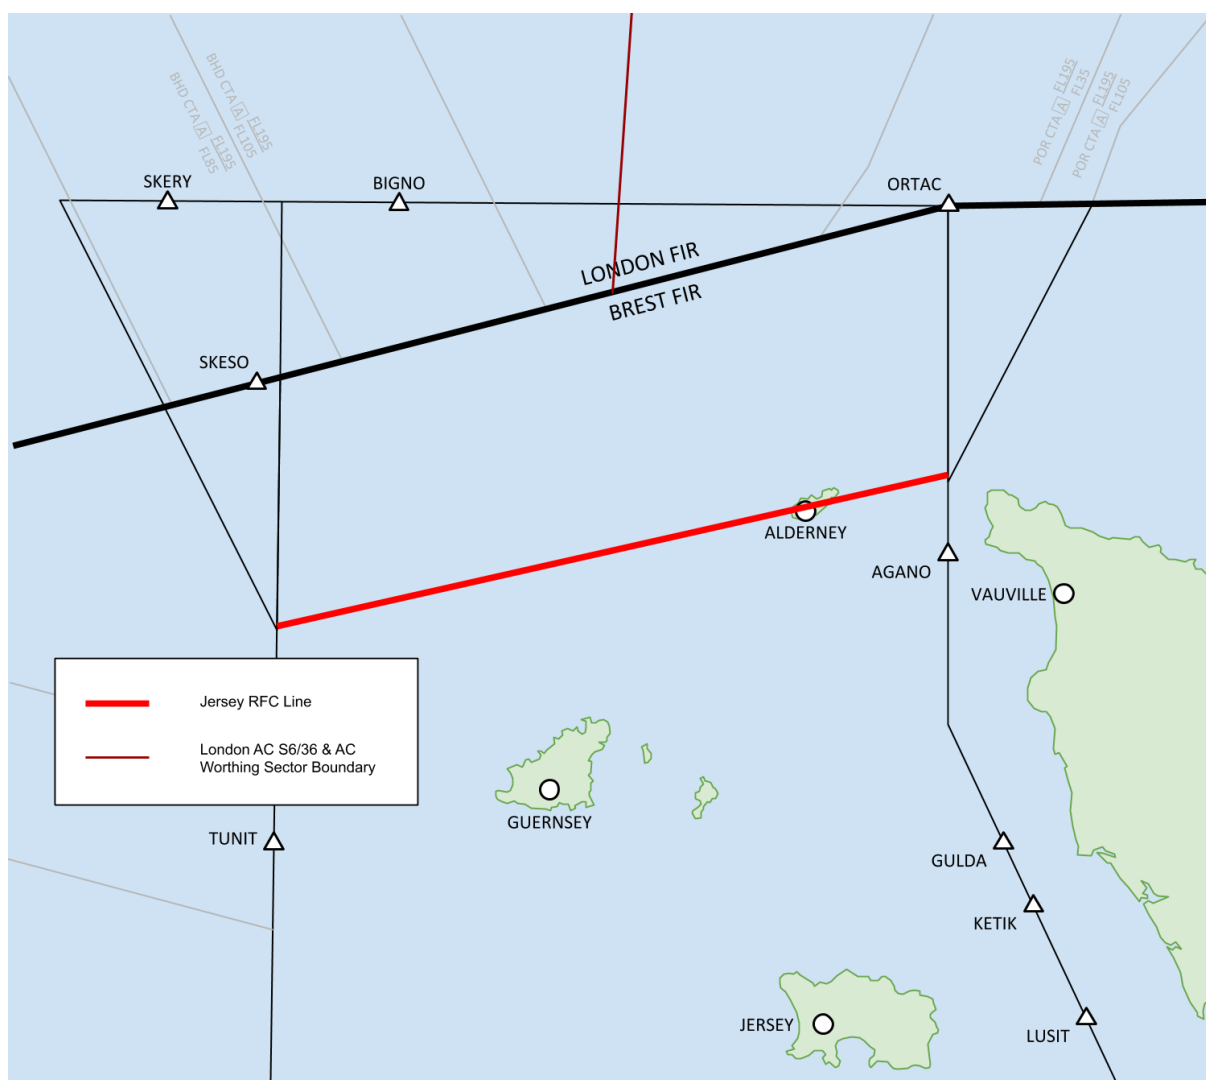 BHD CTA [A] FL195
FL105
BHD CTA [A] FL195
FL85
POR CTA [A] FL195
FL35
POR CTA [A] FL195
FL105
SKERY
BIGNO
ORTAC
LONDON FIR
BREST FIR
SKESO
ALDERNEY
AGANO
VAUVILLE
Jersey RFC Line
London AC S6/36 & AC
Worthing Sector Boundary
GUERNSEY
TUNIT
GULDA
KETIK
JERSEY
LUSIT